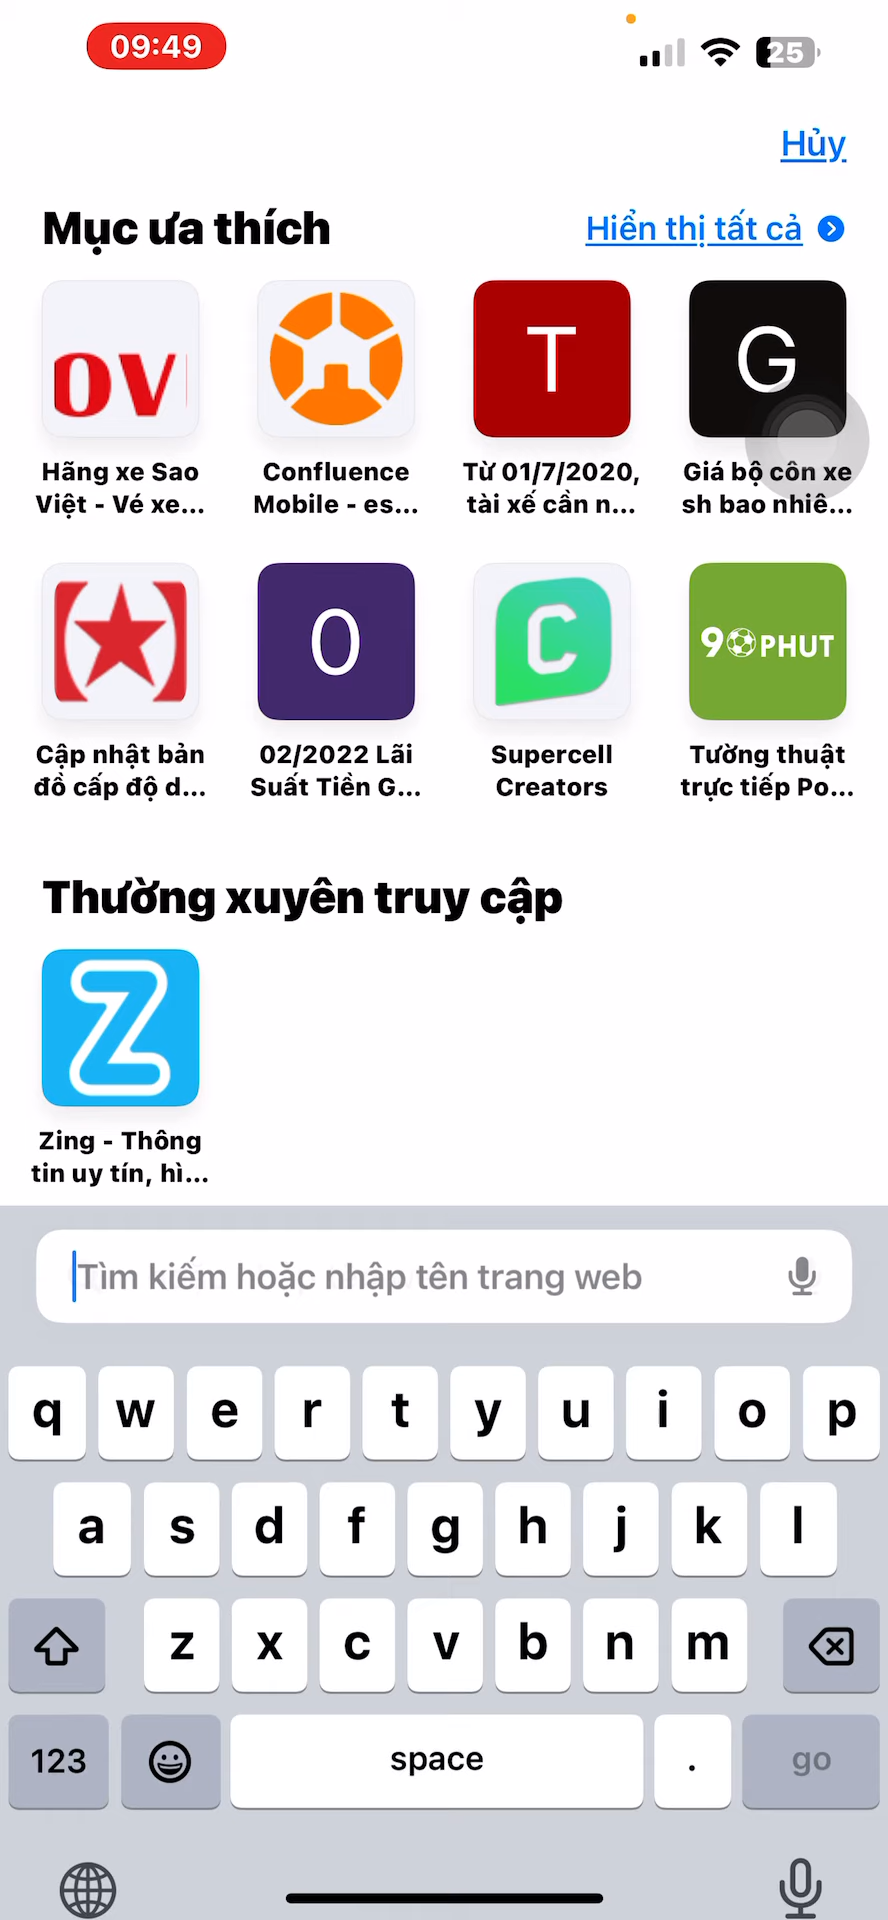 09:49
25
Hủy
Mục ưa thích
Hiển thị tất cả
ov
T
G
Hãng xe Sao
Việt - Vé xe...
Confluence
Mobile - es...
Từ 01/7/2020,
tài xế cần n...
Giá bộ côn xe
sh bao nhiê...
0
C
90PHUT
Cập nhật bản
đồ cấp độ d...
02/2022 Lãi
Suất Tiền G...
Supercell
Creators
Tường thuật
trực tiếp Po...
Thường xuyên truy cập
Z
Zing - Thông
tin uy tín, hì...
Tìm kiếm hoặc nhập tên trang web
q w e r t y u i o p
a s d f g h j k l
z x c v b n m
123 space . go